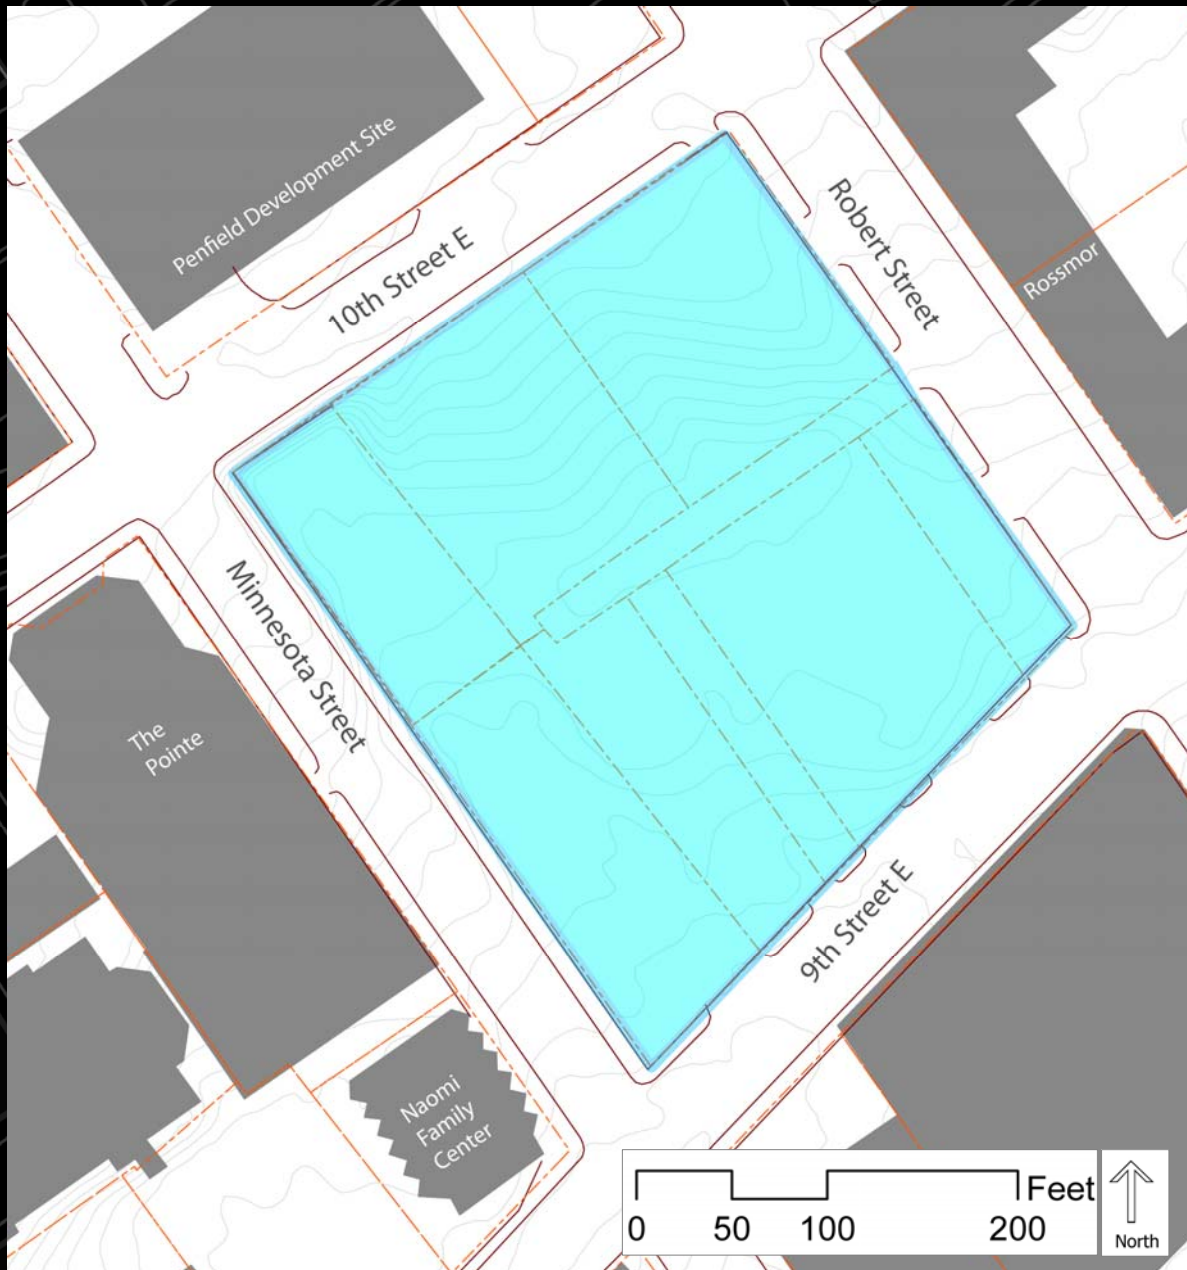 Penfield Development Site
10th Street E
Robert Street
Rossmor
Minnesota Street
The
Pointe
9th Street E
Naomi
Family
Center
Feet
0 50 100 200
North